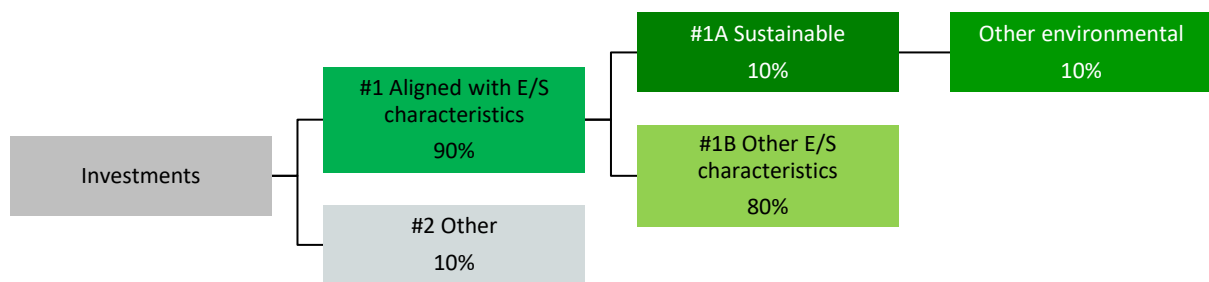 Investments
#1 Aligned with E/S
characteristics
90%
#2 Other
10%
#1A Sustainable
10%
#1B Other E/S
characteristics
80%
Other environmental
10%